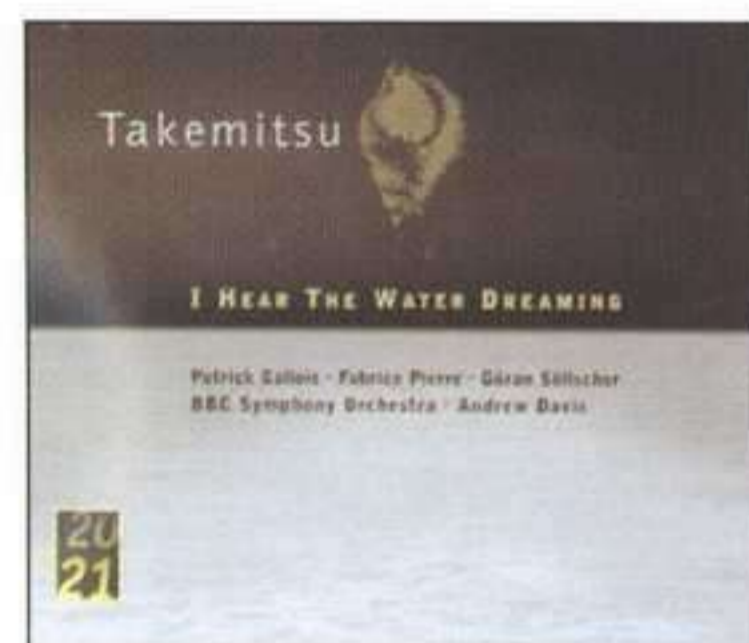 Takemitsu
I HEAR THE WATER DREAMING
Patrick Gallois · Fabrice Pierre · Göran Söllscher
BBC Symphony Orchestra · Andrew Davis
20
21